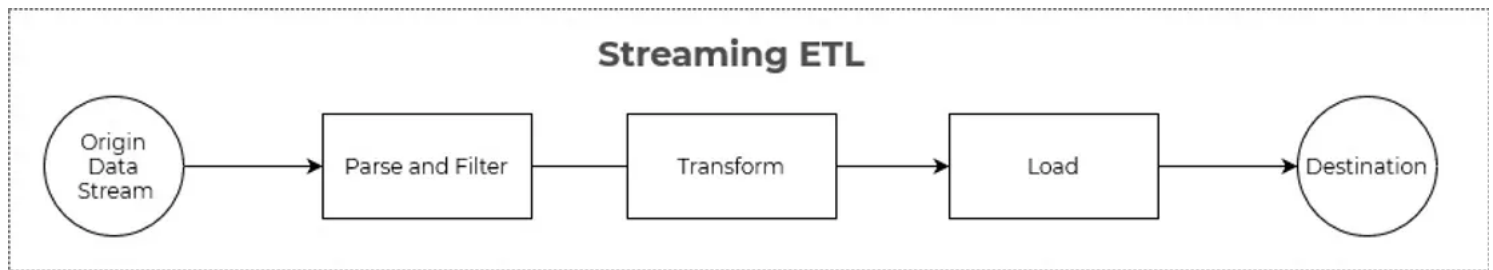 Streaming ETL
Origin
Data
Stream
Parse and Filter
Transform
Load
Destination